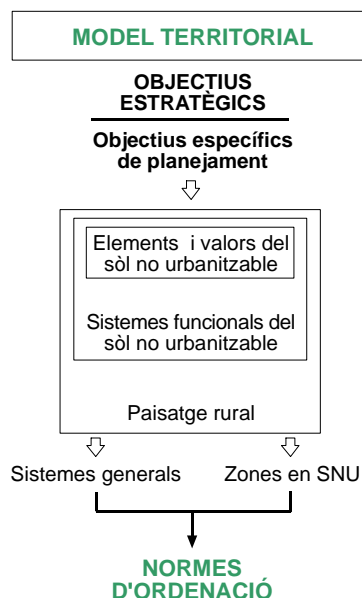 MODEL TERRITORIAL
OBJECTIUS
ESTRATÈGICS
Objectius específics
de planejament
Elements i valors del
sòl no urbanitzable
Sistemes funcionals del
sòl no urbanitzable
Paisatge rural
Sistemes generals
Zones en SNU
NORMES
D'ORDENACIÓ